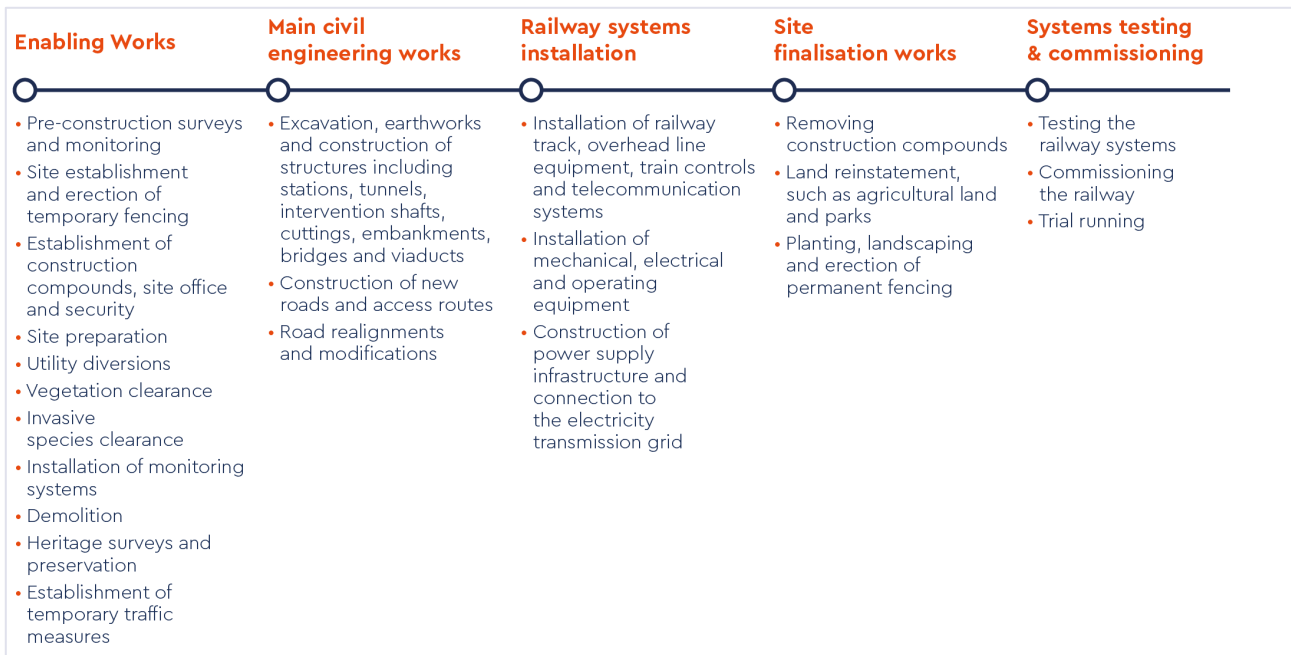 Enabling Works
• Pre-construction surveys
and monitoring
• Site establishment
and erection of
temporary fencing
• Establishment of
construction
compounds, site office
and security
• Site preparation
• Utility diversions
• Vegetation clearance
• Invasive
species clearance
• Installation of monitoring
systems
• Demolition
• Heritage surveys and
preservation
• Establishment of
temporary traffic
measures
Main civil
engineering works
• Excavation, earthworks
and construction of
structures including
stations, tunnels,
intervention shafts,
cuttings, embankments,
bridges and viaducts
• Construction of new
roads and access routes
• Road realignments
and modifications
Railway systems
installation
• Installation of railway
track, overhead line
equipment, train controls
and telecommunication
systems
• Installation of
mechanical, electrical
and operating
equipment
• Construction of
power supply
infrastructure and
connection to
the electricity
transmission grid
Site
finalisation works
• Removing
construction compounds
• Land reinstatement,
such as agricultural land
and parks
• Planting, landscaping
and erection of
permanent fencing
Systems testing
& commissioning
• Testing the
railway systems
• Commissioning
the railway
• Trial running